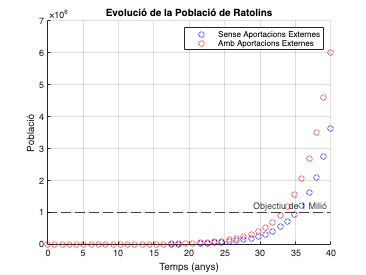 Evolució de la Població de Ratolins
×10⁶
7
6
5
4
3
2
1
0
Població
Sense Aportacions Externes
Amb Aportacions Externes
Objectiu de 1 Milió
0 5 10 15 20 25 30 35 40
Temps (anys)